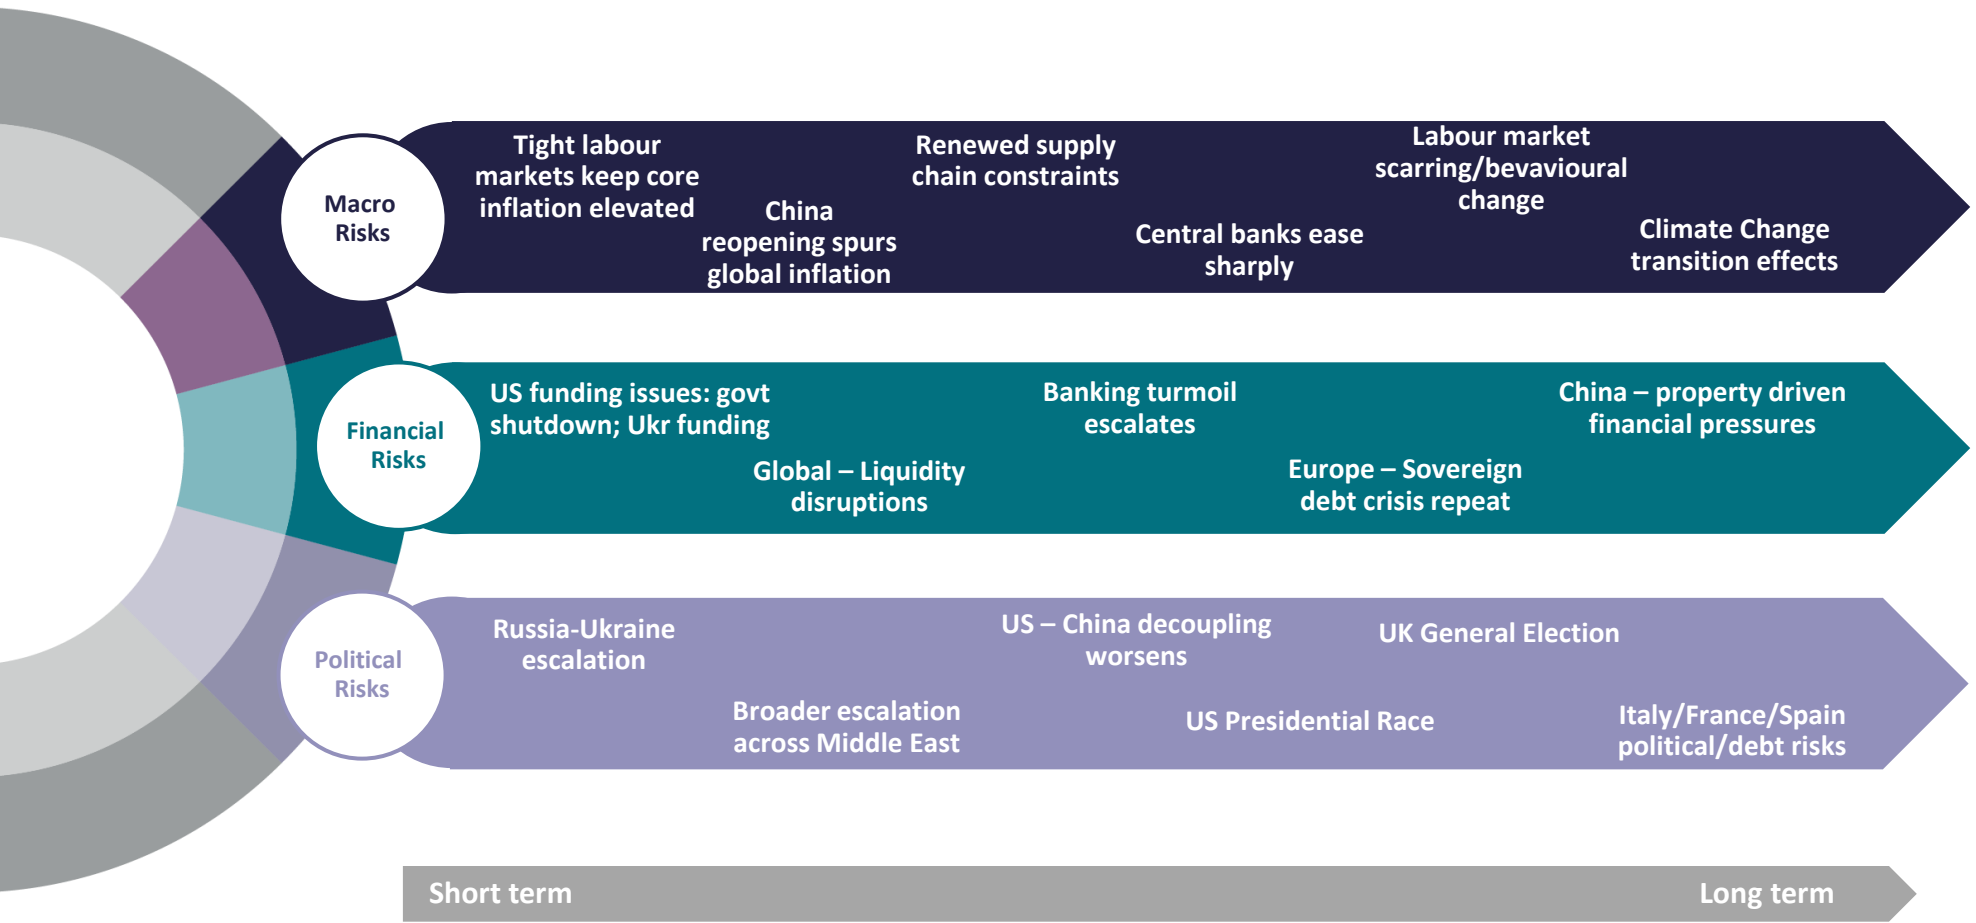 Macro
Risks
Tight labour
markets keep core
inflation elevated
China
reopening spurs
global inflation
Renewed supply
chain constraints
Central banks ease
sharply
Labour market
scarring/bevavioural
change
Climate Change
transition effects
Financial
Risks
US funding issues: govt
shutdown; Ukr funding
Global – Liquidity
disruptions
Banking turmoil
escalates
Europe – Sovereign
debt crisis repeat
China – property driven
financial pressures
Political
Risks
Russia-Ukraine
escalation
Broader escalation
across Middle East
US – China decoupling
worsens
US Presidential Race
UK General Election
Italy/France/Spain
political/debt risks
Short term
Long term